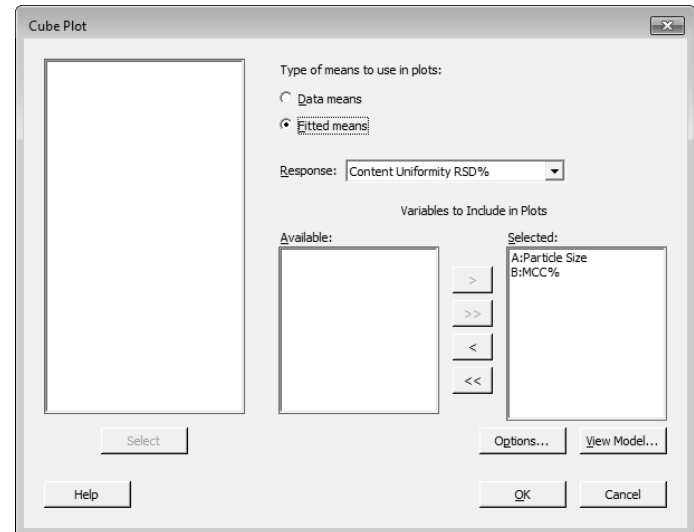 Cube Plot
Type of means to use in plots:
Data means
Fitted means
Response: Content Uniformity RSD%
Variables to Include in Plots
Available:
Selected:
A:Particle Size
B:MCC%
>
>>
<
<<
Select
Options... View Model...
Help
OK Cancel